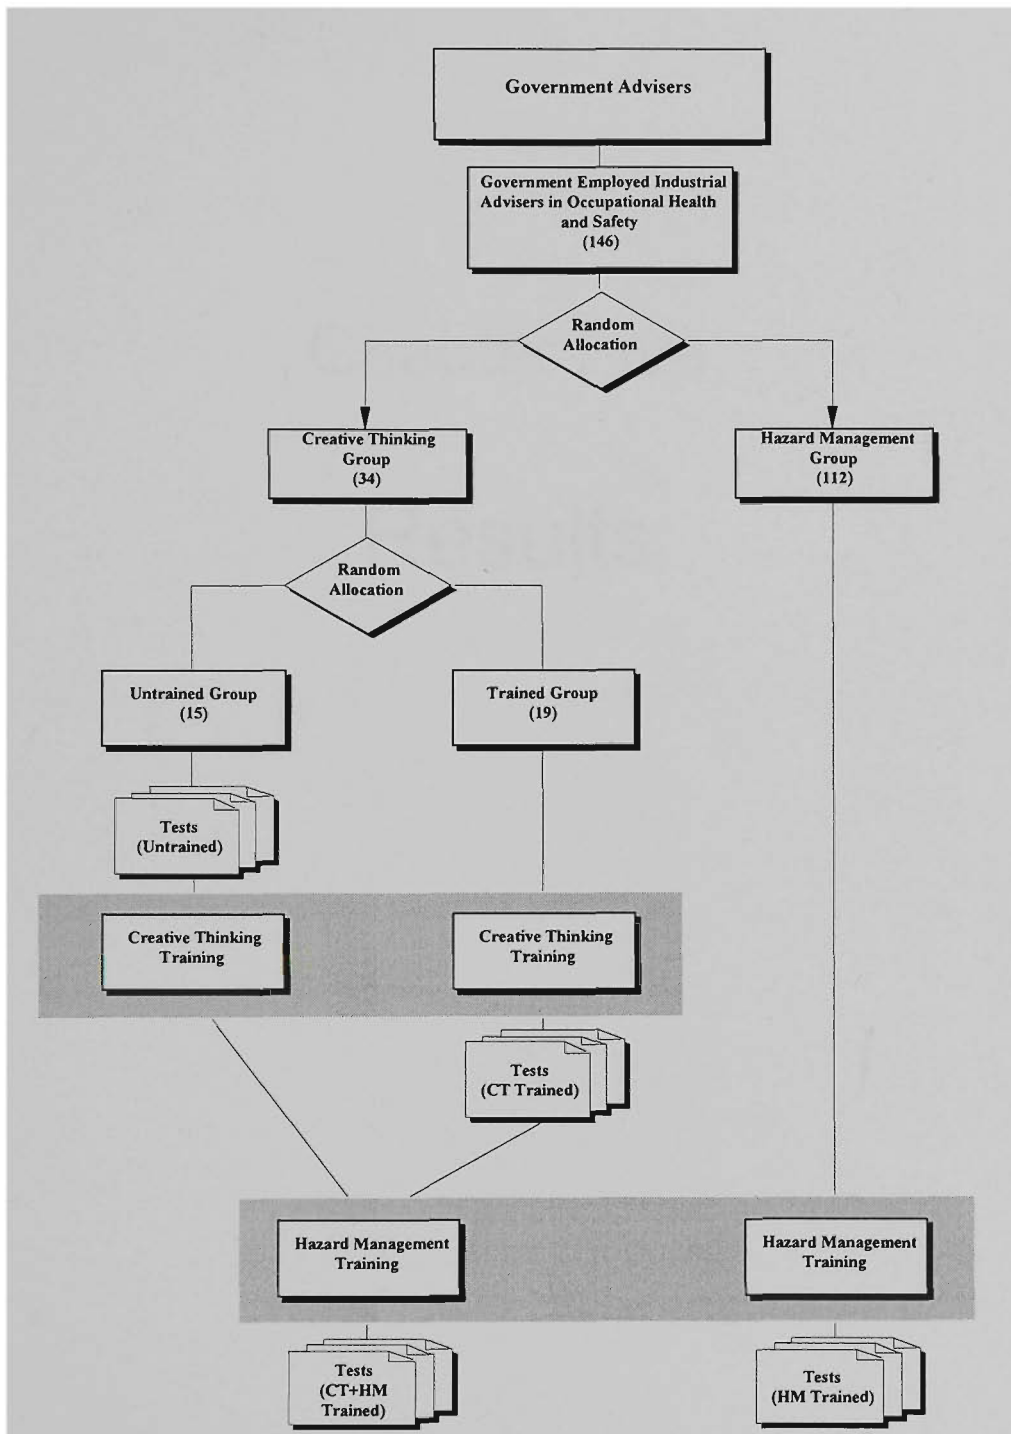 Government Advisers
Government Employed Industrial
Advisers in Occupational Health
and Safety
(146)
Random
Allocation
Creative Thinking
Group
(34)
Hazard Management
Group
(112)
Random
Allocation
Untrained Group
(15)
Trained Group
(19)
Tests
(Untrained)
Creative Thinking
Training
Creative Thinking
Training
Tests
(CT Trained)
Hazard Management
Training
Hazard Management
Training
Tests
(CT+HM
Trained)
Tests
(HM Trained)